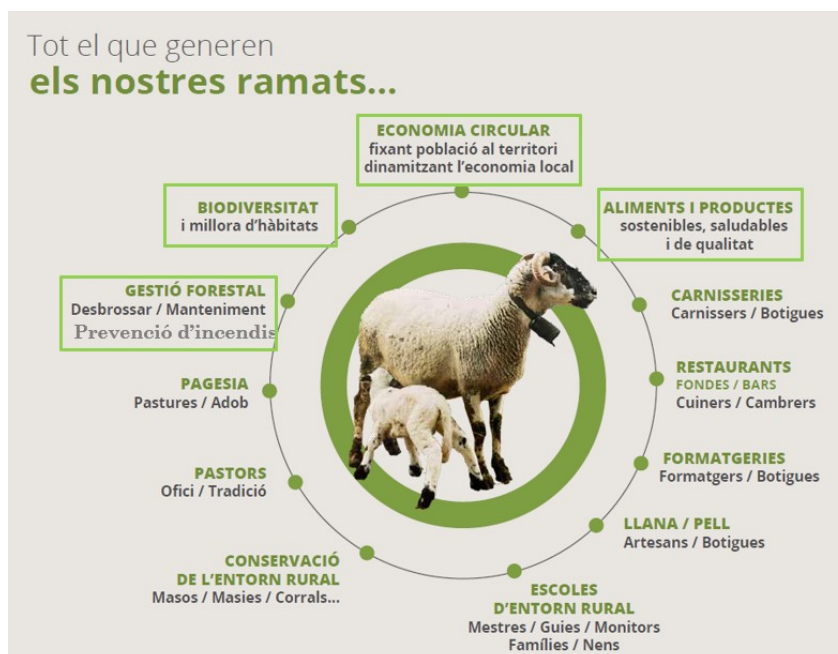 Tot el que generen
els nostres ramats...
ECONOMIA CIRCULAR
fixant població al territori
dinamitzant l'economia local
BIODIVERSITAT
i millora d'hàbitats
ALIMENTS I PRODUCTES
sostenibles, saludables
i de qualitat
GESTIÓ FORESTAL
Desbrossar / Manteniment
Prevenció d'incendis
CARNISSERIES
Carnissers / Botigues
PAGESIA
Pastures / Adob
RESTAURANTS
FONDES / BARS
Cuiners / Cambrers
PASTORS
Ofici / Tradició
FORMATGERIES
Formatgers / Botigues
LLANA / PELL
Artesans / Botigues
CONSERVACIÓ
DE L'ENTORN RURAL
Masos / Masies / Corrals...
ESCOLES
D'ENTORN RURAL
Mestres / Guies / Monitors
Famílies / Nens